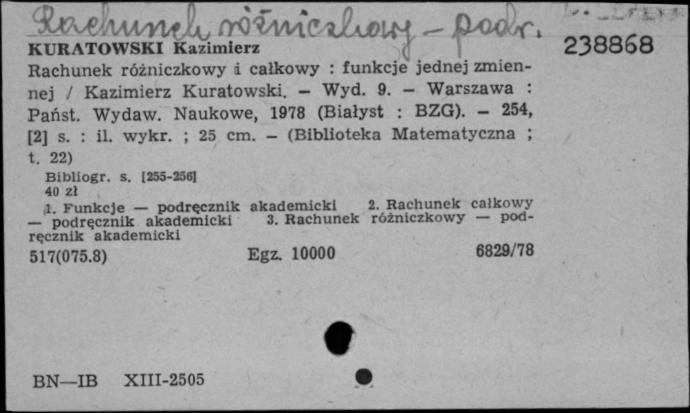 Rachunek różniczkowy – podr.
238868
KURATOWSKI Kazimierz
Rachunek różniczkowy i całkowy : funkcje jednej zmien-
nej / Kazimierz Kuratowski. — Wyd. 9. — Warszawa :
Państ. Wydaw. Naukowe, 1978 (Białyst : BZG). — 254,
[2] s. : il. wykr. ; 25 cm. — (Biblioteka Matematyczna ;
t. 22)
Bibliogr. s. [255-256]
40 zł
1. Funkcje — podręcznik akademicki 2. Rachunek całkowy
— podręcznik akademicki 3. Rachunek różniczkowy — pod-
ręcznik akademicki
517(075.8) Egz. 10000 6829/78
BN—IB XIII-2505